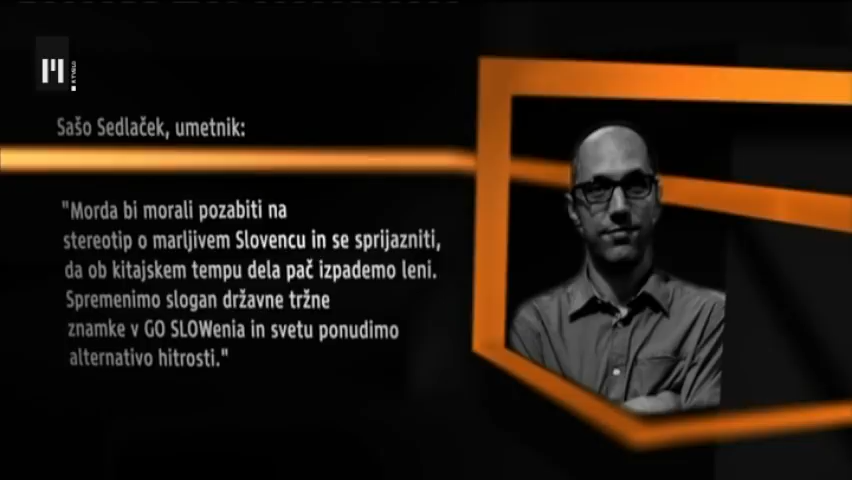 Sašo Sedlaček, umetnik:
"Morda bi morali pozabiti na
stereotip o marljivem Slovencu in se sprijazniti,
da ob kitajskem tempu dela pač izpademo leni.
Spremenimo slogan državne tržne
znamke v GO SLOWenia in svetu ponudimo
alternativo hitrosti."